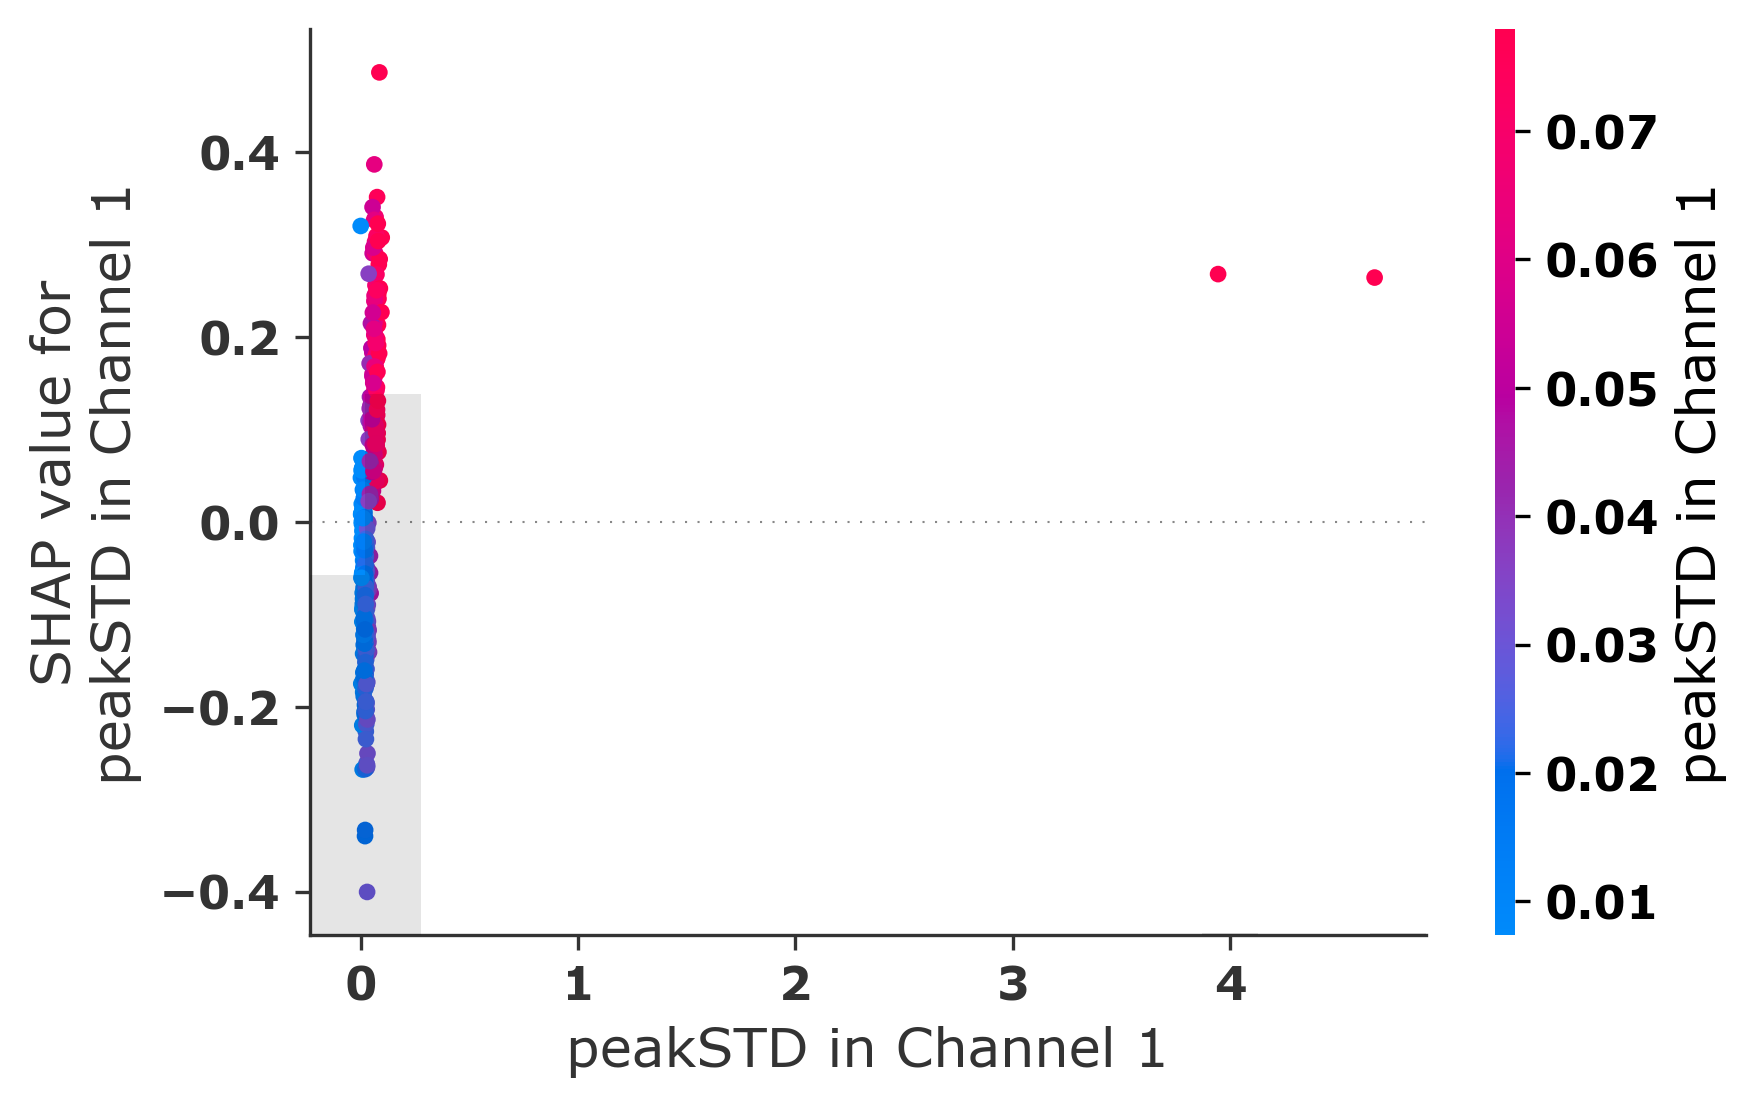 SHAP value for
peakSTD in Channel 1
0.4
0.2
0.0
−0.2
−0.4
0 1 2 3 4
peakSTD in Channel 1
0.07
0.06
0.05
0.04
0.03
0.02
0.01
peakSTD in Channel 1